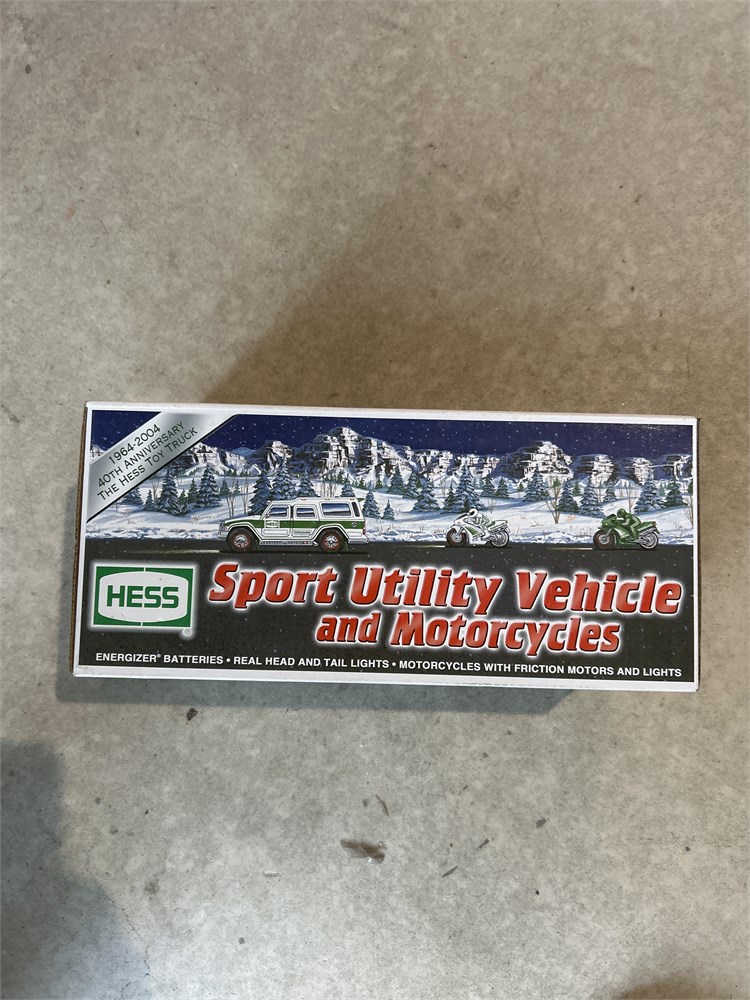 1964-2004
40TH ANNIVERSARY
THE HESS TOY TRUCK
HESS®
Sport Utility Vehicle
and Motorcycles
ENERGIZER® BATTERIES • REAL HEAD AND TAIL LIGHTS • MOTORCYCLES WITH FRICTION MOTORS AND LIGHTS